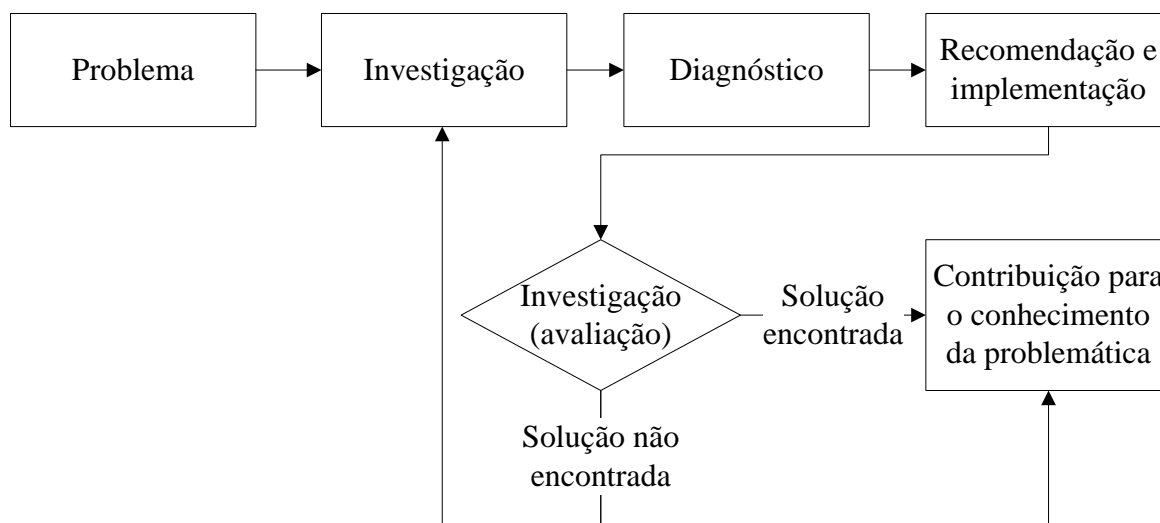 Problema
Investigação
Diagnóstico
Recomendação e
implementação
Investigação
(avaliação)
Solução
encontrada
Contribuição para
o conhecimento
da problemática
Solução não
encontrada